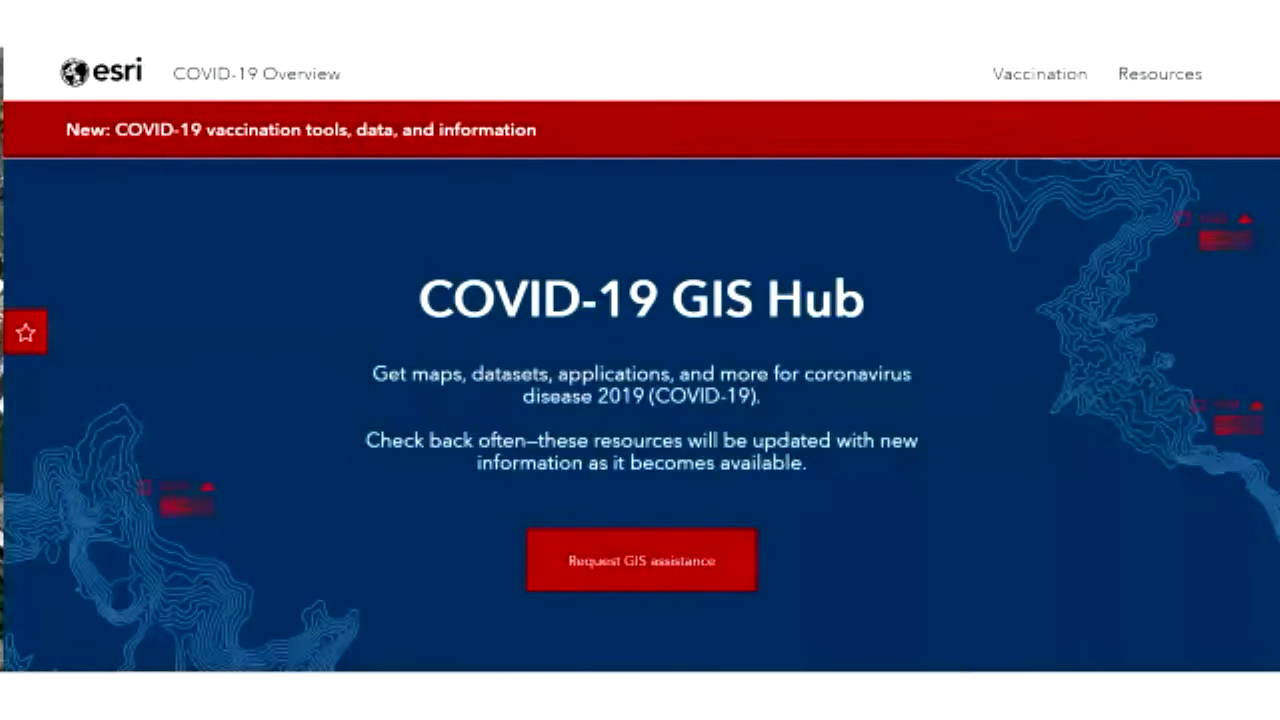 esri COVID-19 Overview Vaccination Resources
New: COVID-19 vaccination tools, data, and information
COVID-19 GIS Hub
Get maps, datasets, applications, and more for coronavirus
disease 2019 (COVID-19).
Check back often—these resources will be updated with new
information as it becomes available.
Request GIS assistance